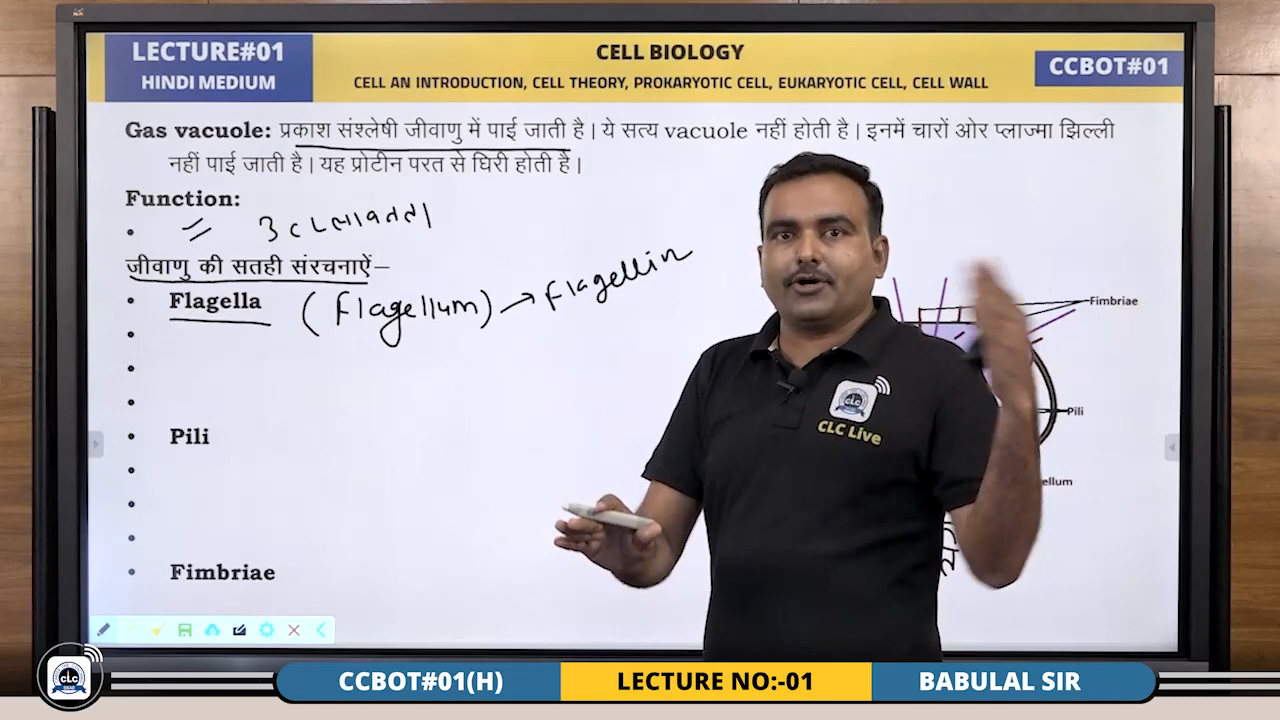 LECTURE#01
HINDI MEDIUM
CELL BIOLOGY
CELL AN INTRODUCTION, CELL THEORY, PROKARYOTIC CELL, EUKARYOTIC CELL, CELL WALL
CCBOT#01
Gas vacuole: प्रकाश संश्लेषी जीवाणु में पाई जाती है। ये सत्य vacuole नहीं होती है। इनमें चारों ओर प्लाज्मा झिल्ली
नहीं पाई जाती है। यह प्रोटीन परत से घिरी होती है।
Function:
जीवाणु की सतही संरचनाऐं–
• Flagella (flagellum) → flagellin
• Pili
• Fimbriae
Fimbriae
Pili
ellum
CLC
CLC Live
CLC
CCBOT#01(H)
LECTURE NO:-01
BABULAL SIR